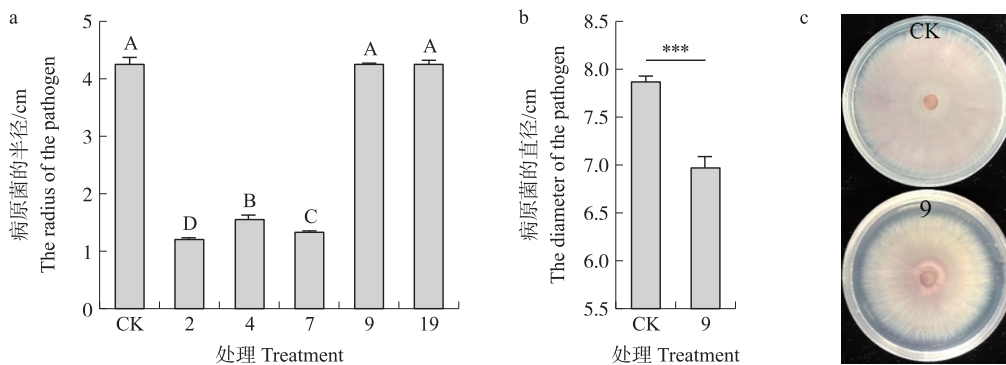 a
病原菌的半径/cm
The radius of the pathogen
5
4
3
2
1
0
A
D
B
C
A
A
CK
2
4
7
9
19
处理 Treatment
b
病原菌的直径/cm
The diameter of the pathogen
8.5
8.0
7.5
7.0
6.5
6.0
5.5
***
CK
9
处理 Treatment
c
CK
9